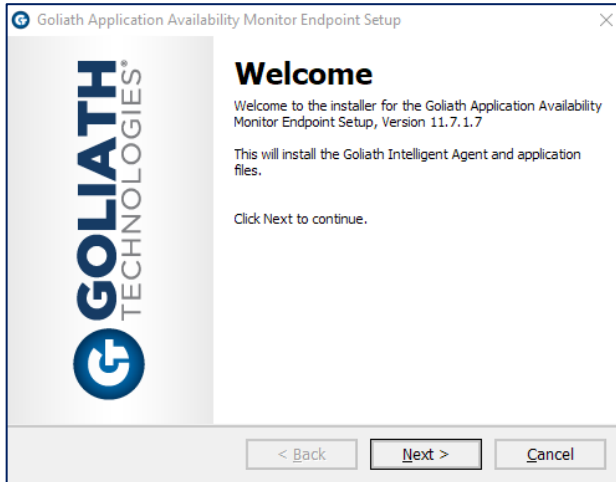 Goliath Application Availability Monitor Endpoint Setup
GOLIATH
TECHNOLOGIES®
Welcome
Welcome to the installer for the Goliath Application Availability
Monitor Endpoint Setup, Version 11.7.1.7
This will install the Goliath Intelligent Agent and application
files.
Click Next to continue.
< Back
Next >
Cancel